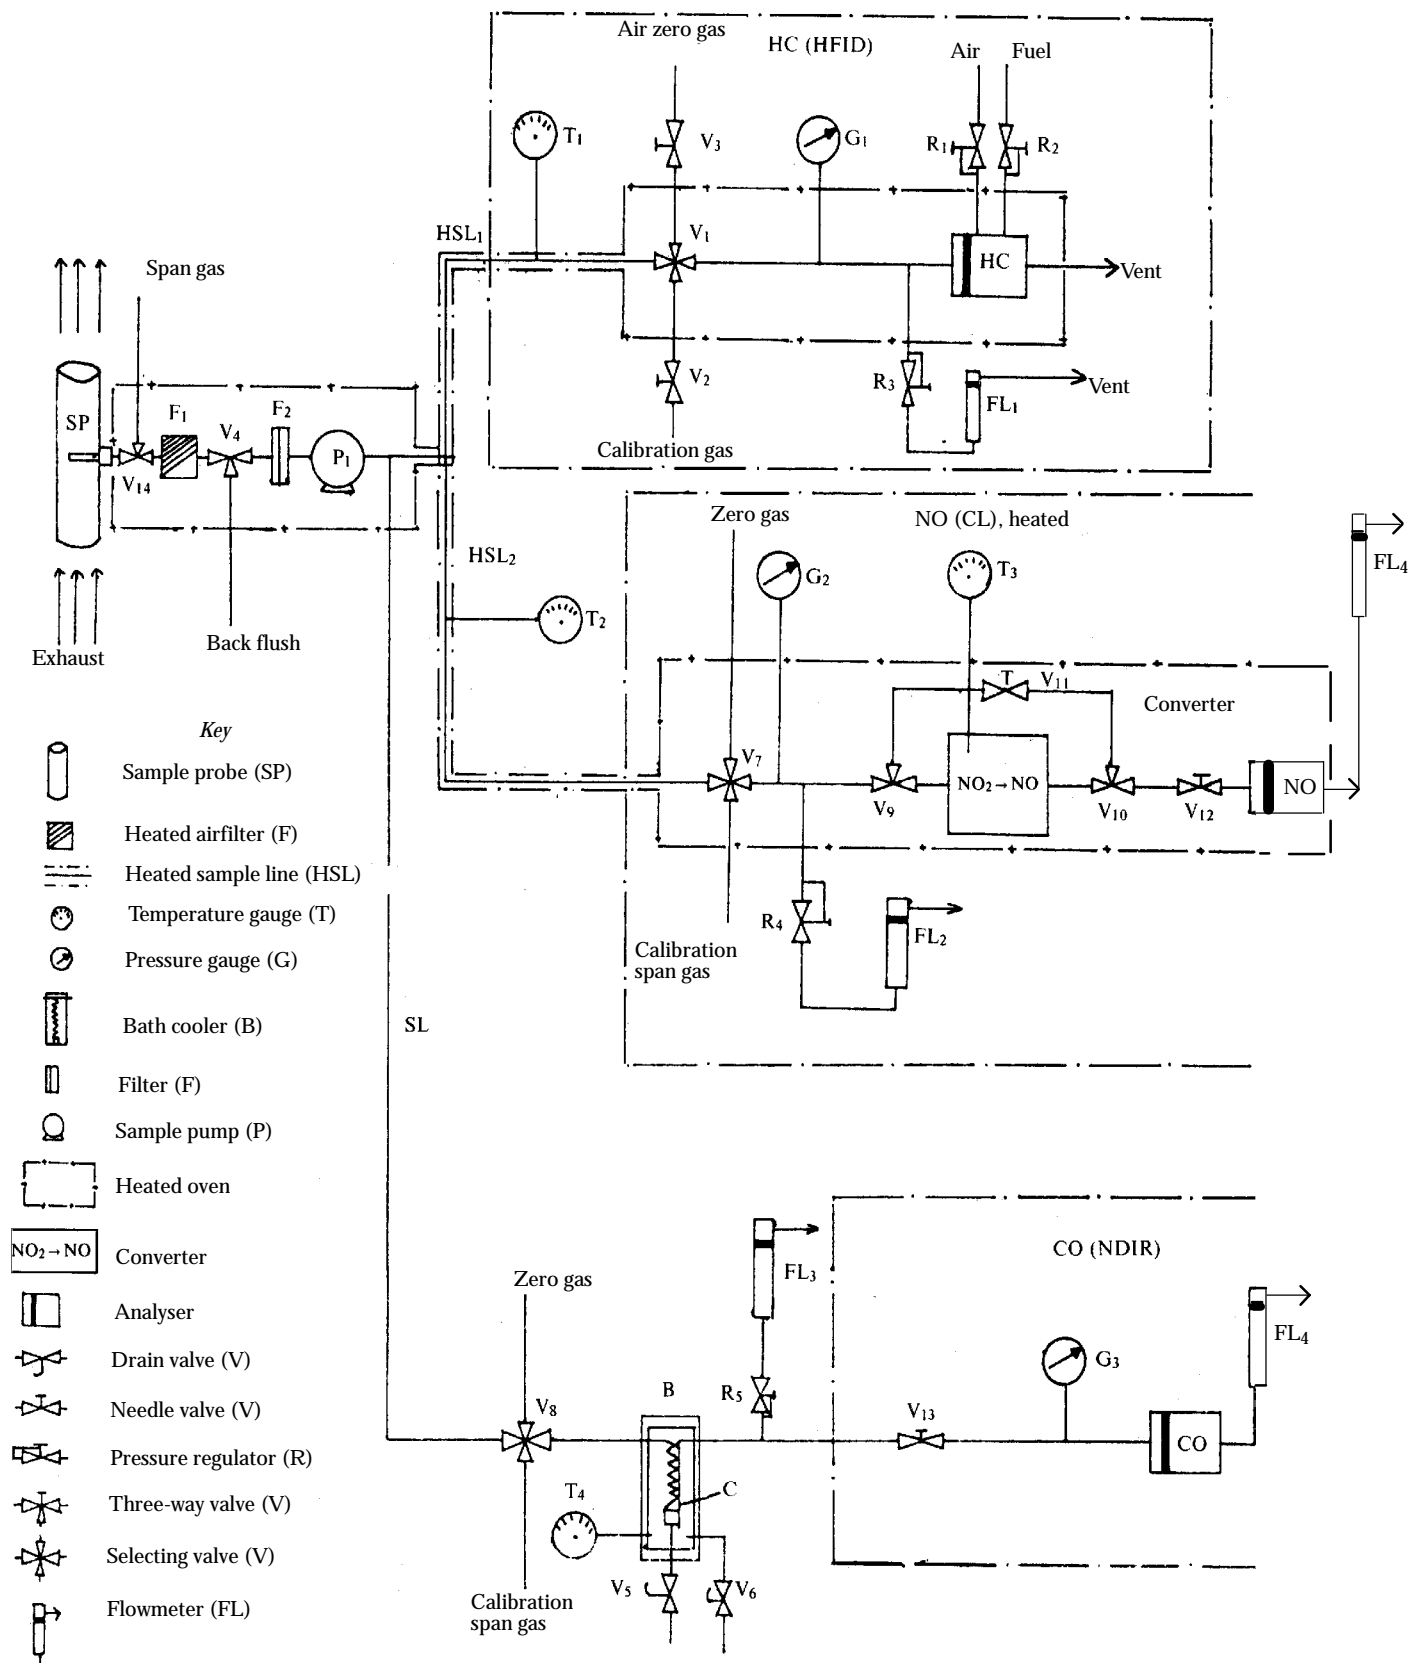 Air zero gas
HC (HFID)
Air
Fuel
T1
V3
G1
R1
R2
HSL1
V1
HC
Vent
Span gas
V2
R3
FL1
Vent
Calibration gas
SP
F1
V4
F2
P1
V14
Back flush
Exhaust
HSL2
T2
Zero gas
NO (CL), heated
G2
T3
FL4
T
V11
Converter
V7
V9
NO2→NO
V10
V12
NO
R4
FL2
Calibration
span gas
Key
Sample probe (SP)
Heated airfilter (F)
Heated sample line (HSL)
Temperature gauge (T)
Pressure gauge (G)
Bath cooler (B)
Filter (F)
Sample pump (P)
Heated oven
NO2→NO
Converter
Analyser
Drain valve (V)
Needle valve (V)
Pressure regulator (R)
Three-way valve (V)
Selecting valve (V)
Flowmeter (FL)
SL
Zero gas
FL3
CO (NDIR)
FL4
G3
V8
B
R5
V13
CO
T4
C
V5
V6
Calibration
span gas